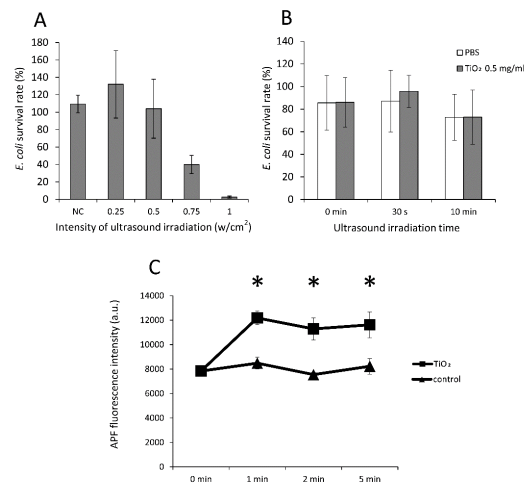 A
E. coli survival rate (%)
180
160
140
120
100
80
60
40
20
0
NC 0.25 0.5 0.75 1
Intensity of ultrasound irradiation (w/cm²)
B
E. coli survival rate (%)
140
120
100
80
60
40
20
0
PBS
TiO₂ 0.5 mg/ml
0 min 30 s 10 min
Ultrasound irradiation time
C
APF fluorescence intensity (a.u.)
14000
12000
10000
8000
6000
4000
2000
0
* * *
TiO₂
control
0 min 1 min 2 min 5 min